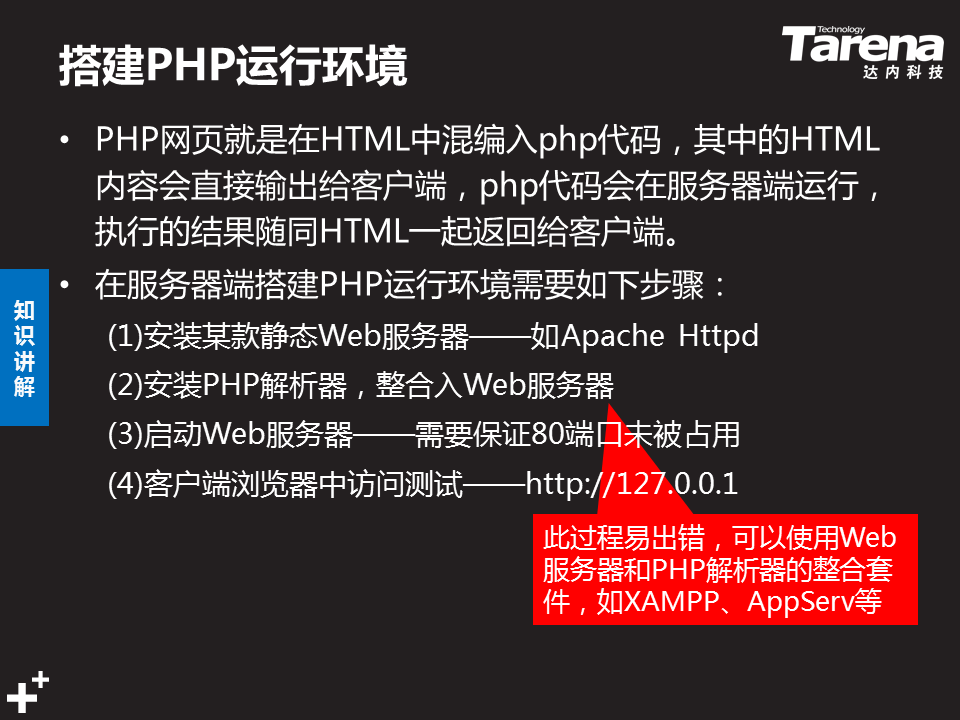 搭建PHP运行环境
Technology
Tarena
达内科技
• PHP网页就是在HTML中混编入php代码，其中的HTML
内容会直接输出给客户端，php代码会在服务器端运行，
执行的结果随同HTML一起返回给客户端。
• 在服务器端搭建PHP运行环境需要如下步骤：
(1)安装某款静态Web服务器——如Apache Httpd
(2)安装PHP解析器，整合入Web服务器
(3)启动Web服务器——需要保证80端口未被占用
(4)客户端浏览器中访问测试——http://127.0.0.1
知识讲解
此过程易出错，可以使用Web
服务器和PHP解析器的整合套
件，如XAMPP、AppServ等